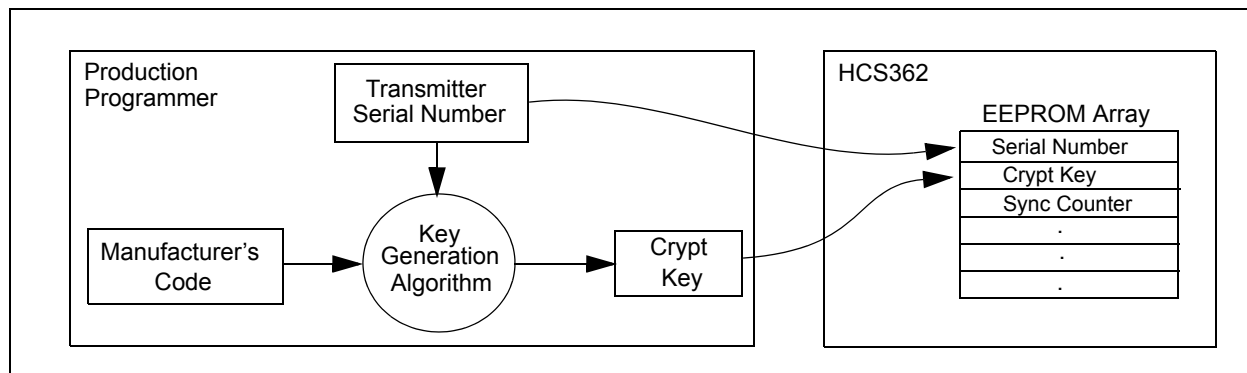 Production
Programmer
Transmitter
Serial Number
Manufacturer's
Code
Key
Generation
Algorithm
Crypt
Key
HCS362
EEPROM Array
Serial Number
Crypt Key
Sync Counter
.
.
.